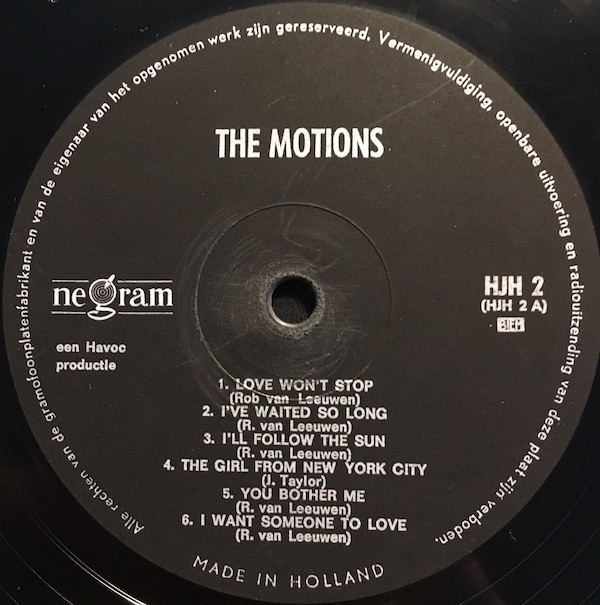 Alle rechten van de gramofoonplatenfabrikant en van de eigenaar van het opgenomen werk zijn gereserveerd. Vermenigvuldiging, openbare uitvoering en radiouitzending van deze plaat zijn verboden.
THE MOTIONS
negram
HJH 2
(HJH 2 A)
BIEM
een Havoc
productie
1. LOVE WON'T STOP
(Rob van Leeuwen)
2. I'VE WAITED SO LONG
(R. van Leeuwen)
3. I'LL FOLLOW THE SUN
(R. van Leeuwen)
4. THE GIRL FROM NEW YORK CITY
(J. Taylor)
5. YOU BOTHER ME
(R. van Leeuwen)
6. I WANT SOMEONE TO LOVE
(R. van Leeuwen)
MADE IN HOLLAND